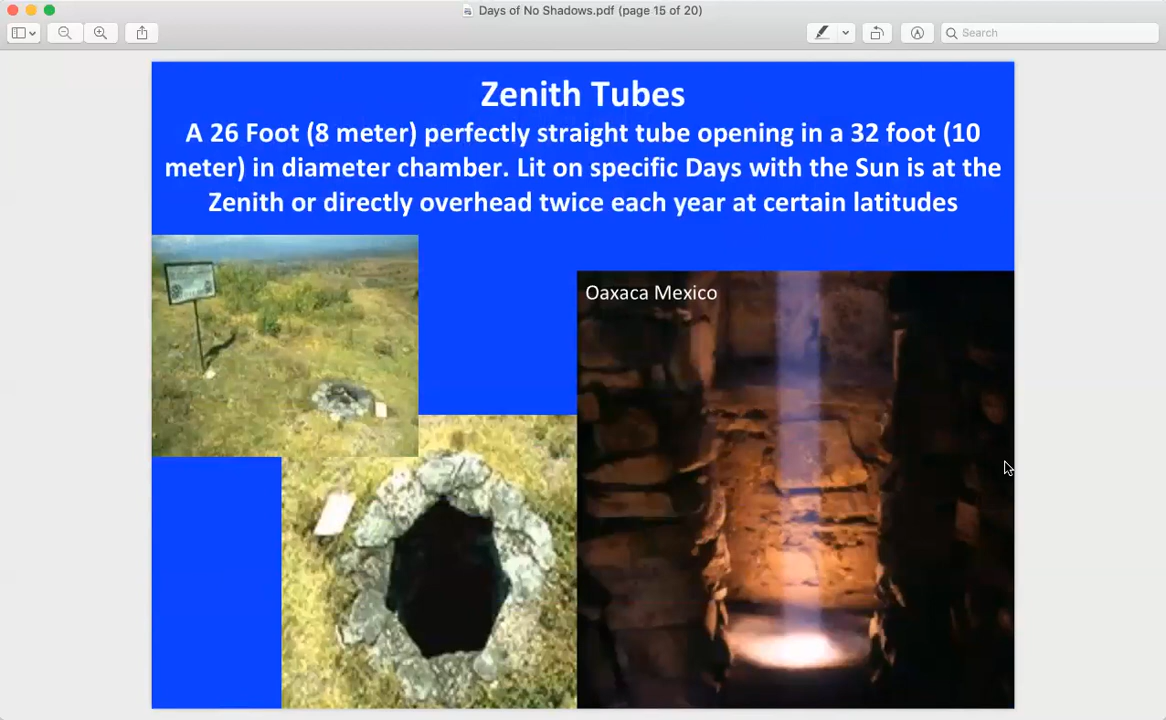 Days of No Shadows.pdf (page 15 of 20)
Search
Zenith Tubes
A 26 Foot (8 meter) perfectly straight tube opening in a 32 foot (10
meter) in diameter chamber. Lit on specific Days with the Sun is at the
Zenith or directly overhead twice each year at certain latitudes
Oaxaca Mexico